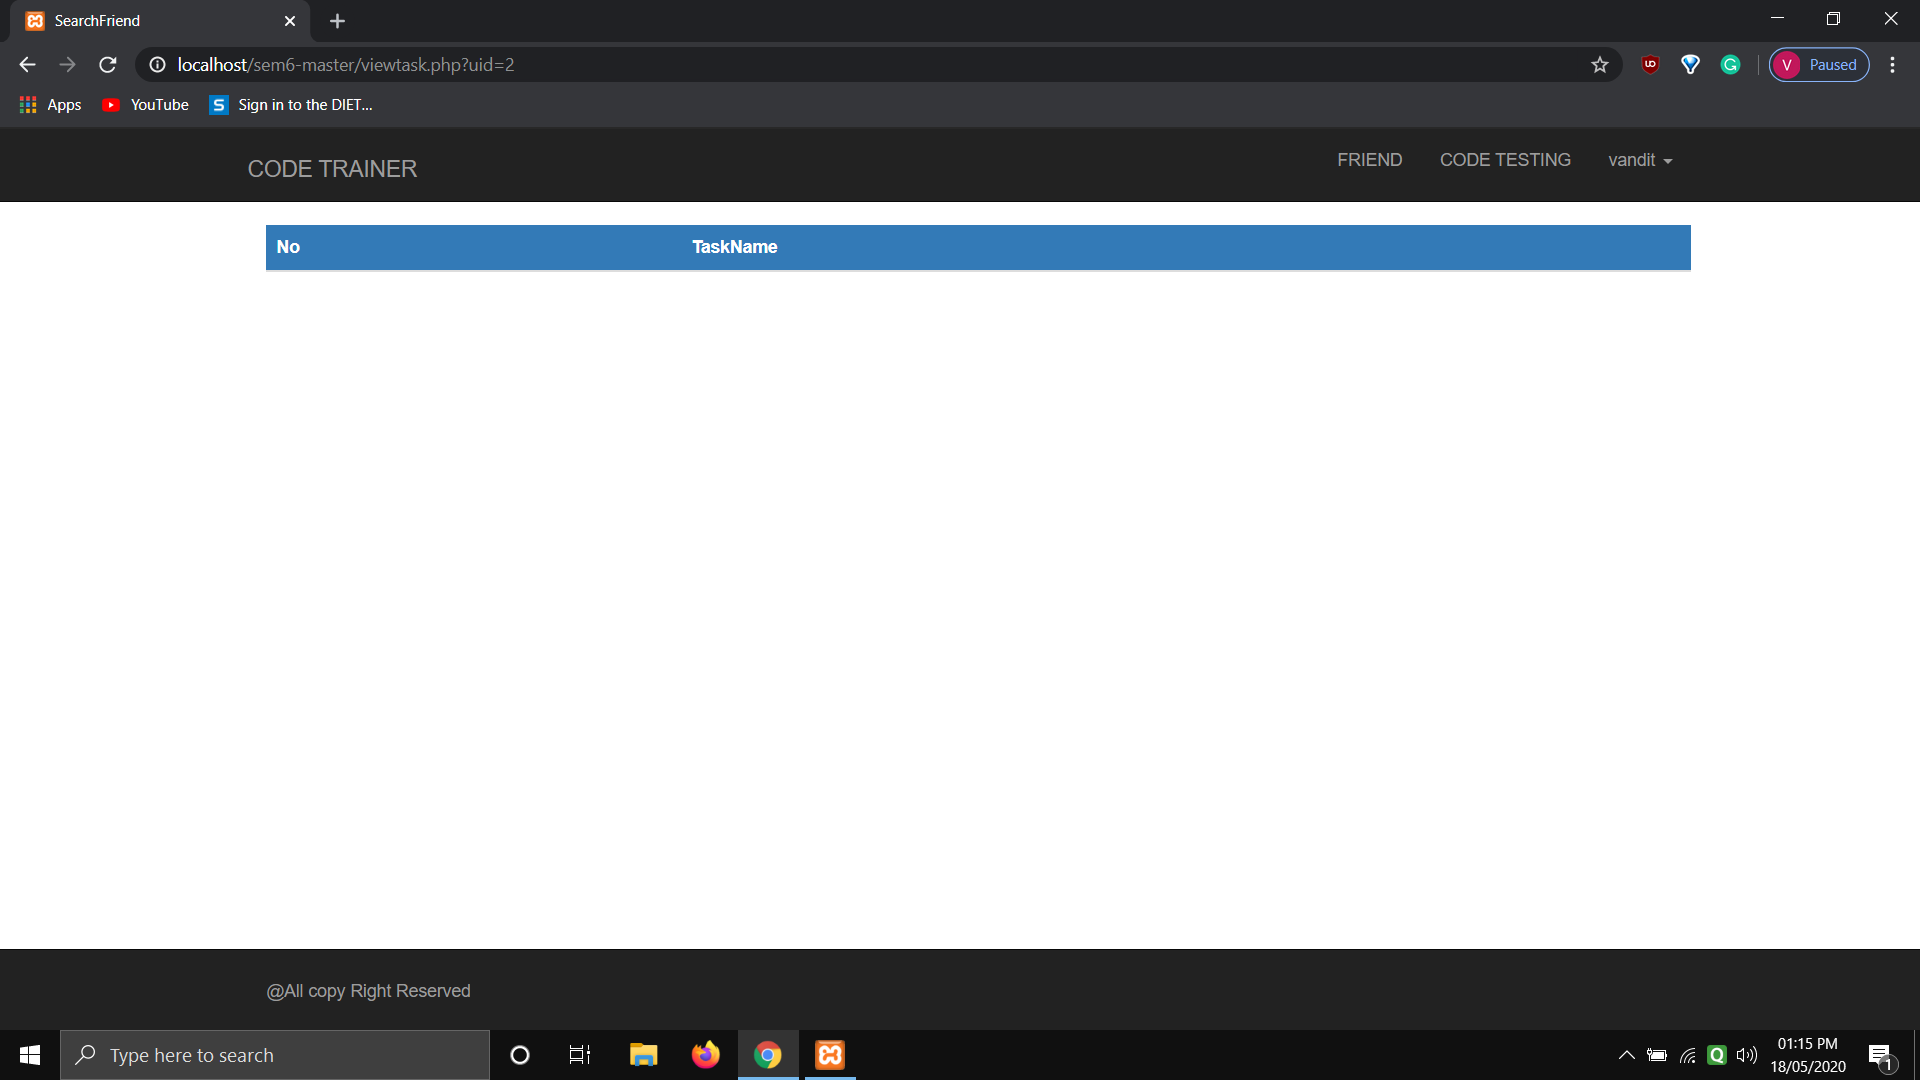 SearchFriend
localhost/sem6-master/viewtask.php?uid=2
UD
G
V
Paused
Apps
YouTube
S
Sign in to the DIET...
CODE TRAINER
FRIEND
CODE TESTING
vandit
No
TaskName
@All copy Right Reserved
Type here to search
Q
01:15 PM
18/05/2020
1